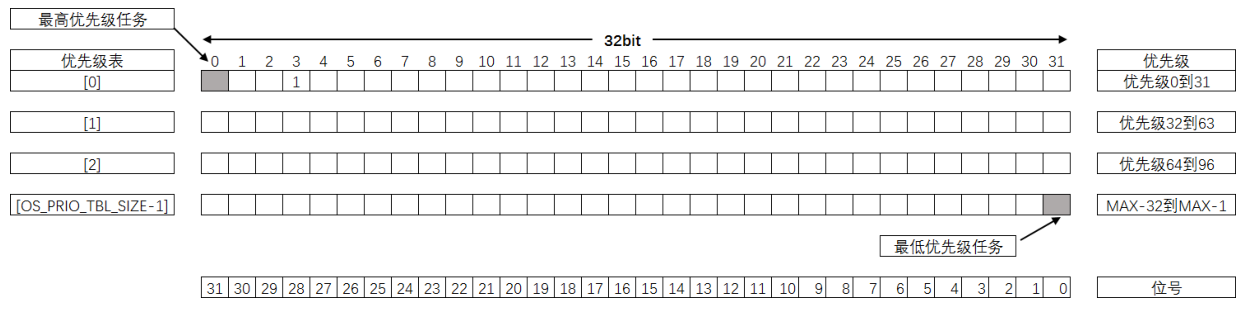 最高优先级任务
32bit
优先级表 0 1 2 3 4 5 6 7 8 9 10 11 12 13 14 15 16 17 18 19 20 21 22 23 24 25 26 27 28 29 30 31 优先级
[0] 1 优先级0到31
[1] 优先级32到63
[2] 优先级64到96
[OS_PRIO_TBL_SIZE-1] MAX-32到MAX-1
最低优先级任务
31 30 29 28 27 26 25 24 23 22 21 20 19 18 17 16 15 14 13 12 11 10 9 8 7 6 5 4 3 2 1 0 位号